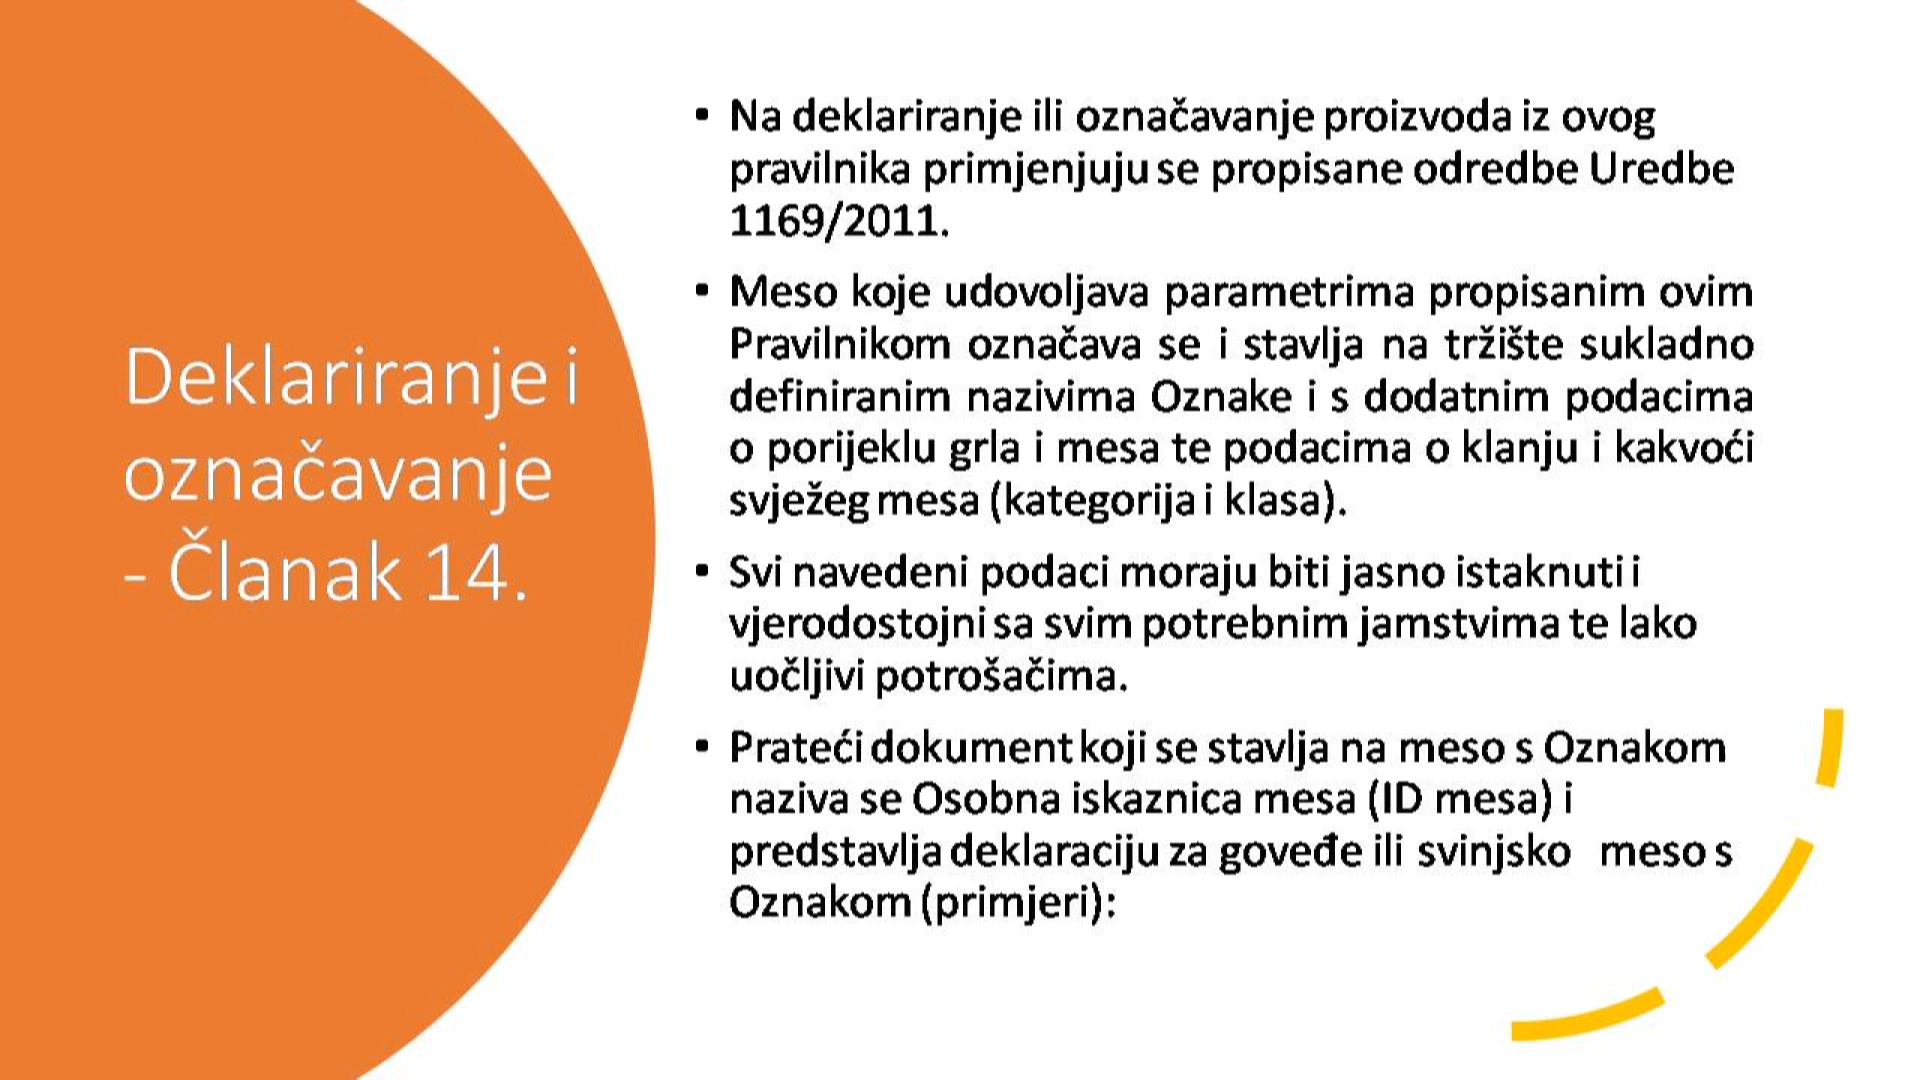 Deklariranje i
označavanje
- Članak 14.
• Na deklariranje ili označavanje proizvoda iz ovog
pravilnika primjenjuju se propisane odredbe Uredbe
1169/2011.
• Meso koje udovoljava parametrima propisanim ovim
Pravilnikom označava se i stavlja na tržište sukladno
definiranim nazivima Oznake i s dodatnim podacima
o porijeklu grla i mesa te podacima o klanju i kakvoći
svježeg mesa (kategorija i klasa).
• Svi navedeni podaci moraju biti jasno istaknuti i
vjerodostojni sa svim potrebnim jamstvima te lako
uočljivi potrošačima.
• Prateći dokument koji se stavlja na meso s Oznakom
naziva se Osobna iskaznica mesa (ID mesa) i
predstavlja deklaraciju za goveđe ili svinjsko meso s
Oznakom (primjeri):